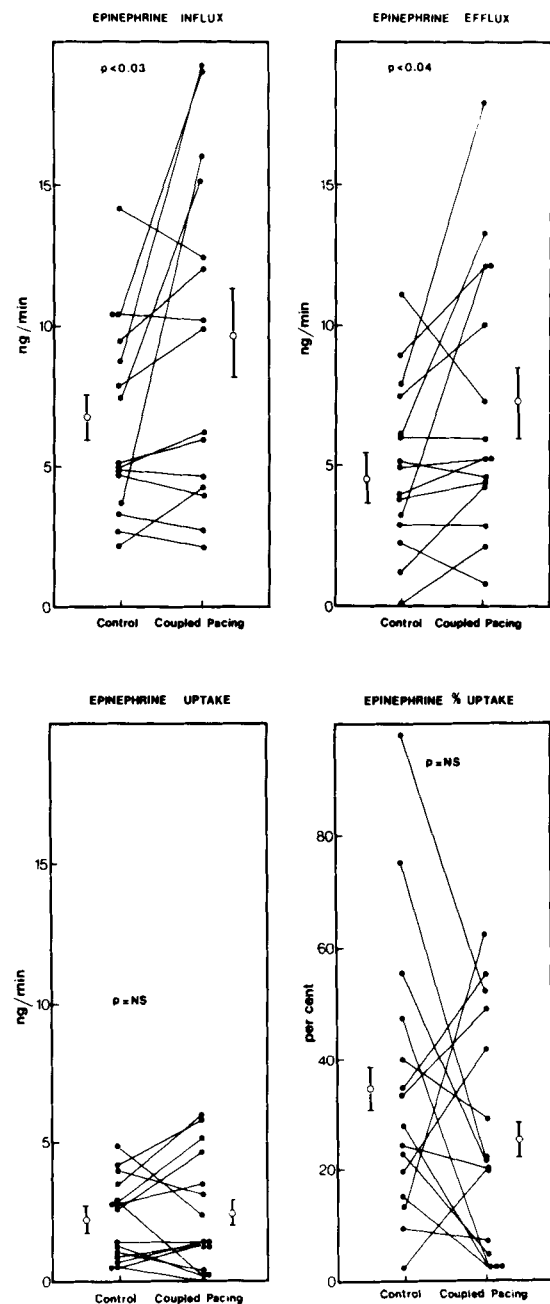 EPINEPHRINE INFLUX
EPINEPHRINE EFFLUX
p<0.03
p<0.04
15
10
5
0
ng/min
15
10
5
0
ng/min
Control Coupled Pacing
Control Coupled Pacing
EPINEPHRINE UPTAKE
EPINEPHRINE % UPTAKE
p=NS
p=NS
15
10
5
0
ng/min
80
60
40
20
0
per cent
Control Coupled Pacing
Control Coupled Pacing